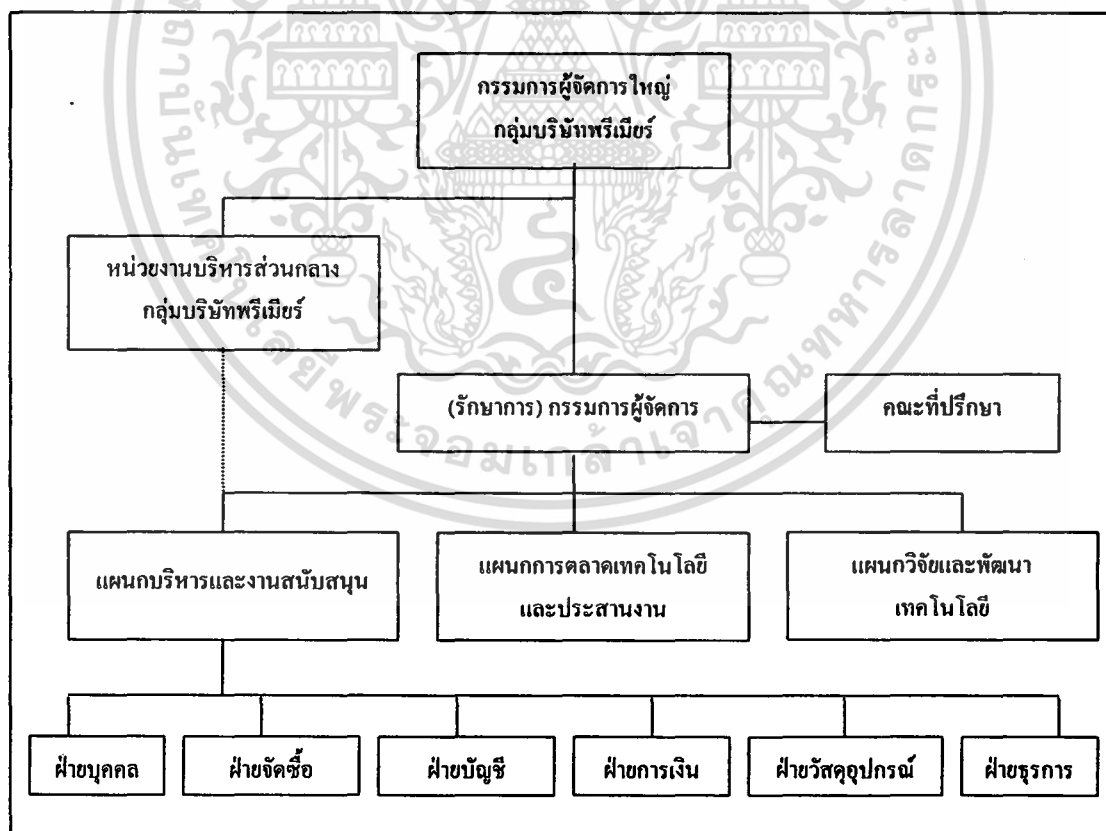 กรรมการผู้จัดการใหญ่
กลุ่มบริษัทพรีเมียร์
หน่วยงานบริหารส่วนกลาง
กลุ่มบริษัทพรีเมียร์
(รักษาการ) กรรมการผู้จัดการ
คณะที่ปรึกษา
แผนกบริหารและงานสนับสนุน
แผนกการตลาดเทคโนโลยี
และประสานงาน
แผนกวิจัยและพัฒนา
เทคโนโลยี
ฝ่ายบุคคล
ฝ่ายจัดซื้อ
ฝ่ายบัญชี
ฝ่ายการเงิน
ฝ่ายวัสดุอุปกรณ์
ฝ่ายธุรการ